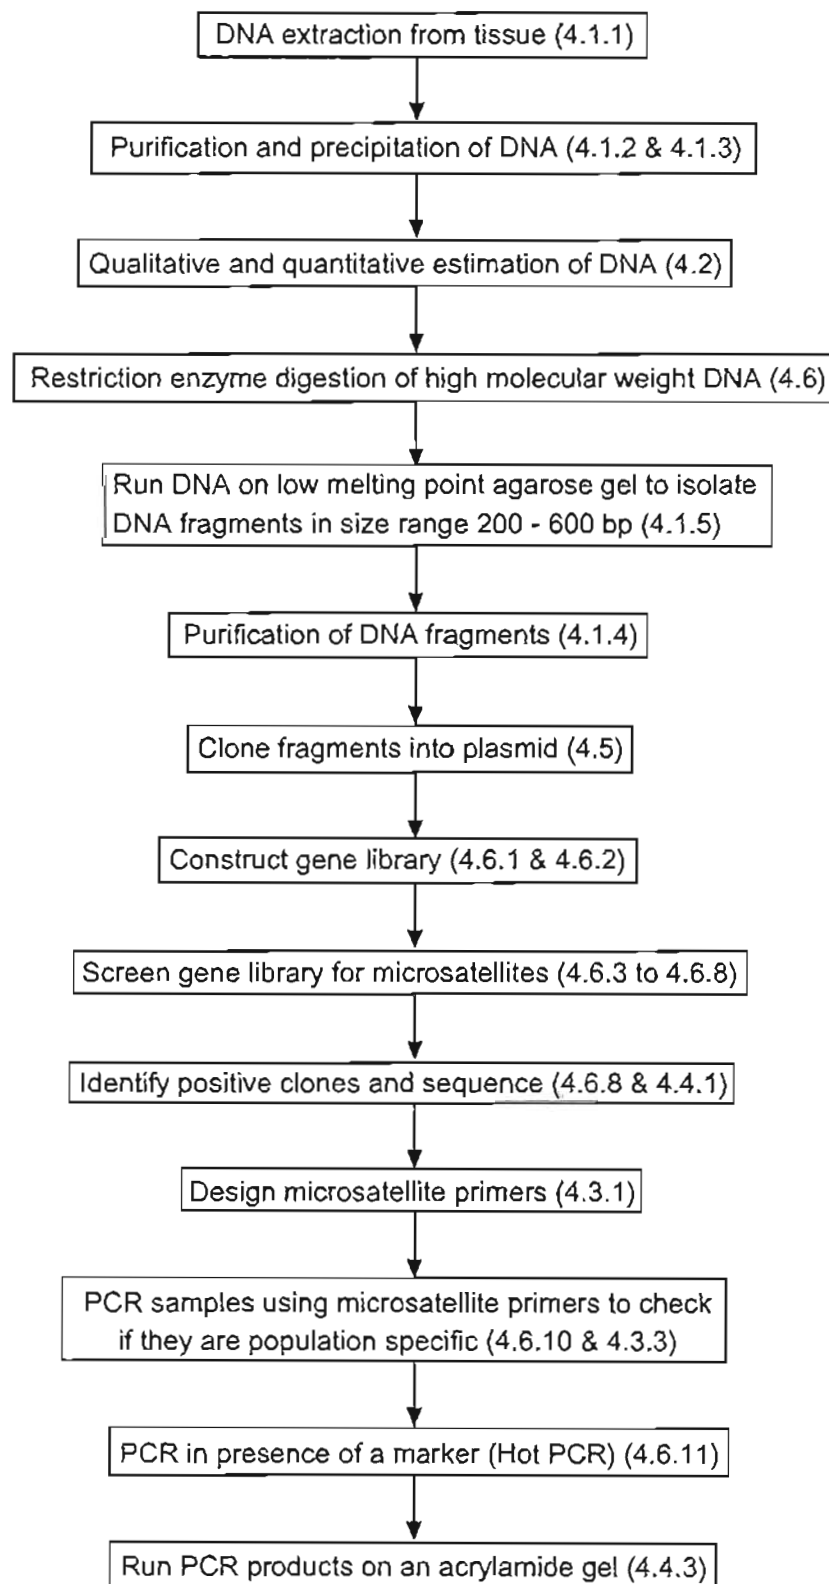 DNA extraction from tissue (4.1.1)
Purification and precipitation of DNA (4.1.2 & 4.1.3)
Qualitative and quantitative estimation of DNA (4.2)
Restriction enzyme digestion of high molecular weight DNA (4.6)
Run DNA on low melting point agarose gel to isolate
DNA fragments in size range 200 - 600 bp (4.1.5)
Purification of DNA fragments (4.1.4)
Clone fragments into plasmid (4.5)
Construct gene library (4.6.1 & 4.6.2)
Screen gene library for microsatellites (4.6.3 to 4.6.8)
Identify positive clones and sequence (4.6.8 & 4.4.1)
Design microsatellite primers (4.3.1)
PCR samples using microsatellite primers to check
if they are population specific (4.6.10 & 4.3.3)
PCR in presence of a marker (Hot PCR) (4.6.11)
Run PCR products on an acrylamide gel (4.4.3)